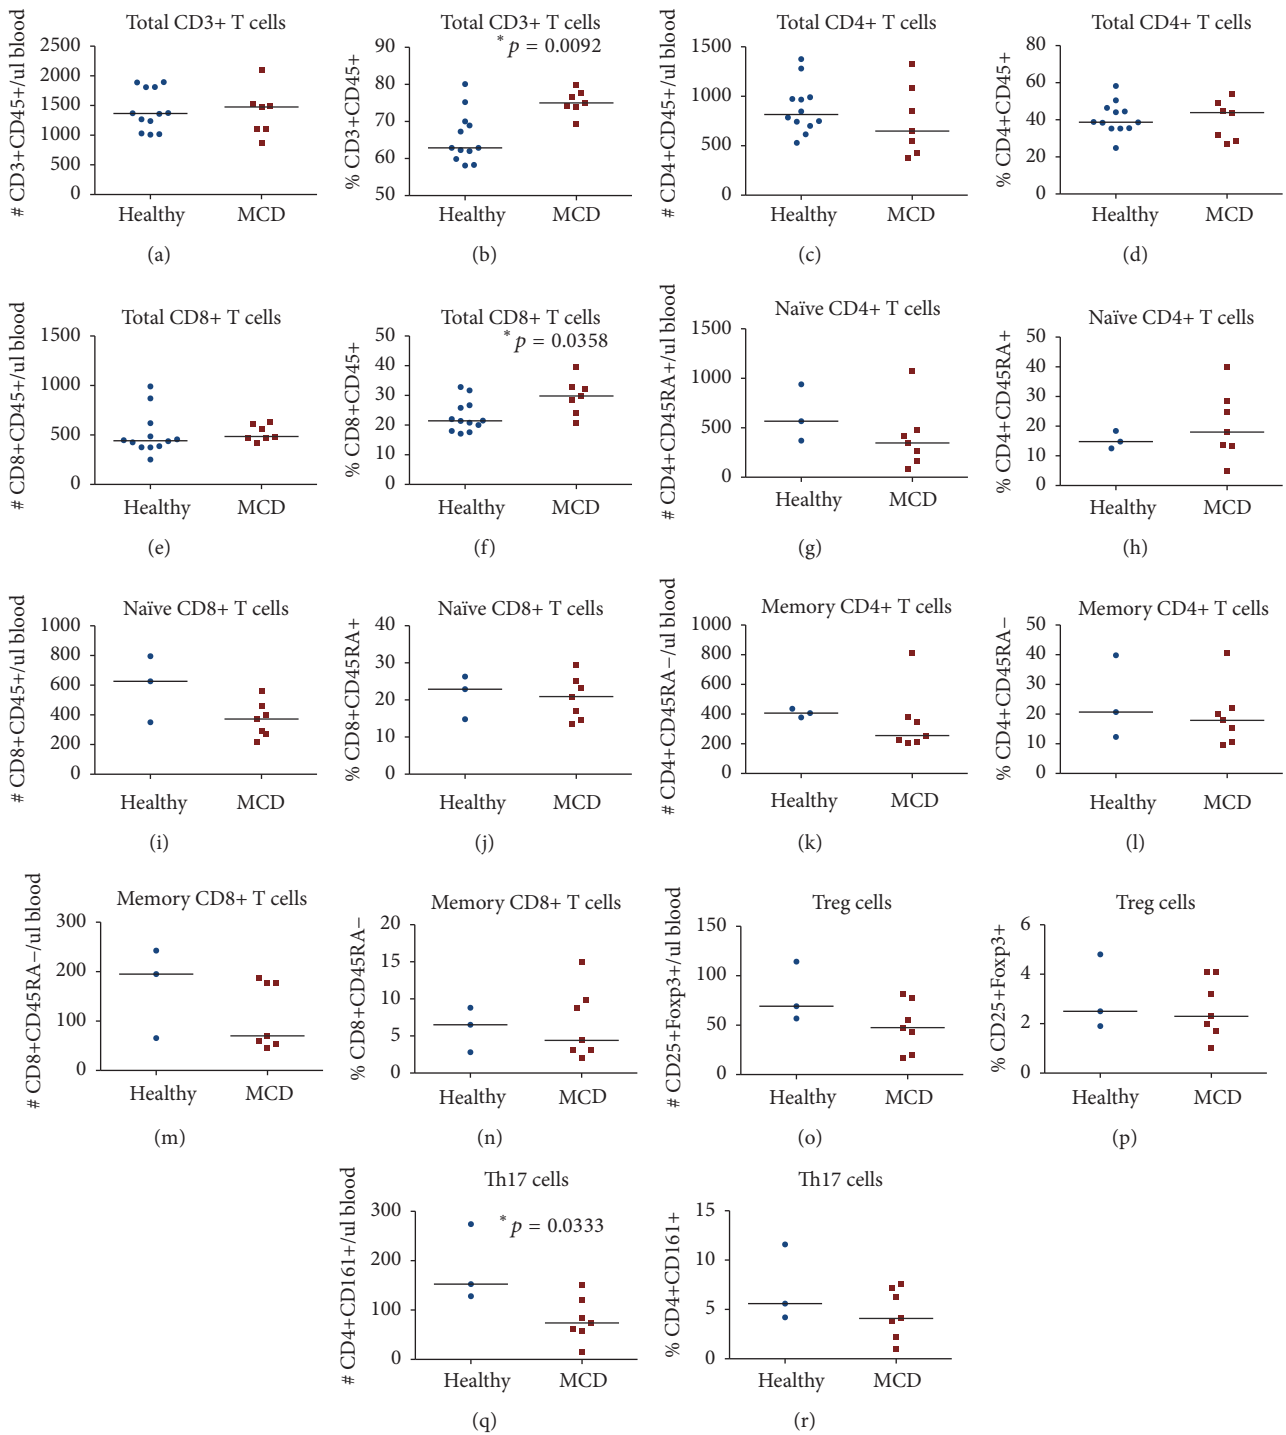 Total CD3+ T cells
# CD3+CD45+/ul blood
2500
2000
1500
1000
500
0
Healthy MCD
(a)
Total CD3+ T cells
* p = 0.0092
% CD3+CD45+
90
80
70
60
50
Healthy MCD
(b)
Total CD4+ T cells
# CD4+CD45+/ul blood
1500
1000
500
0
Healthy MCD
(c)
Total CD4+ T cells
% CD4+CD45+
80
60
40
20
0
Healthy MCD
(d)
Total CD8+ T cells
# CD8+CD45+/ul blood
1500
1000
500
0
Healthy MCD
(e)
Total CD8+ T cells
* p = 0.0358
% CD8+CD45+
50
40
30
20
10
0
Healthy MCD
(f)
Naïve CD4+ T cells
# CD4+CD45RA+/ul blood
1500
1000
500
0
Healthy MCD
(g)
Naïve CD4+ T cells
% CD4+CD45RA+
50
40
30
20
10
0
Healthy MCD
(h)
Naïve CD8+ T cells
# CD8+CD45+/ul blood
1000
800
600
400
200
0
Healthy MCD
(i)
Naïve CD8+ T cells
% CD8+CD45RA+
40
30
20
10
0
Healthy MCD
(j)
Memory CD4+ T cells
# CD4+CD45RA−/ul blood
1000
800
600
400
200
0
Healthy MCD
(k)
Memory CD4+ T cells
% CD4+CD45RA−
50
40
30
20
10
0
Healthy MCD
(l)
Memory CD8+ T cells
# CD8+CD45RA−/ul blood
300
200
100
0
Healthy MCD
(m)
Memory CD8+ T cells
% CD8+CD45RA−
20
15
10
5
0
Healthy MCD
(n)
Treg cells
# CD25+Foxp3+/ul blood
150
100
50
0
Healthy MCD
(o)
Treg cells
% CD25+Foxp3+
6
4
2
0
Healthy MCD
(p)
Th17 cells
* p = 0.0333
# CD4+CD161+/ul blood
300
200
100
0
Healthy MCD
(q)
Th17 cells
% CD4+CD161+
15
10
5
0
Healthy MCD
(r)